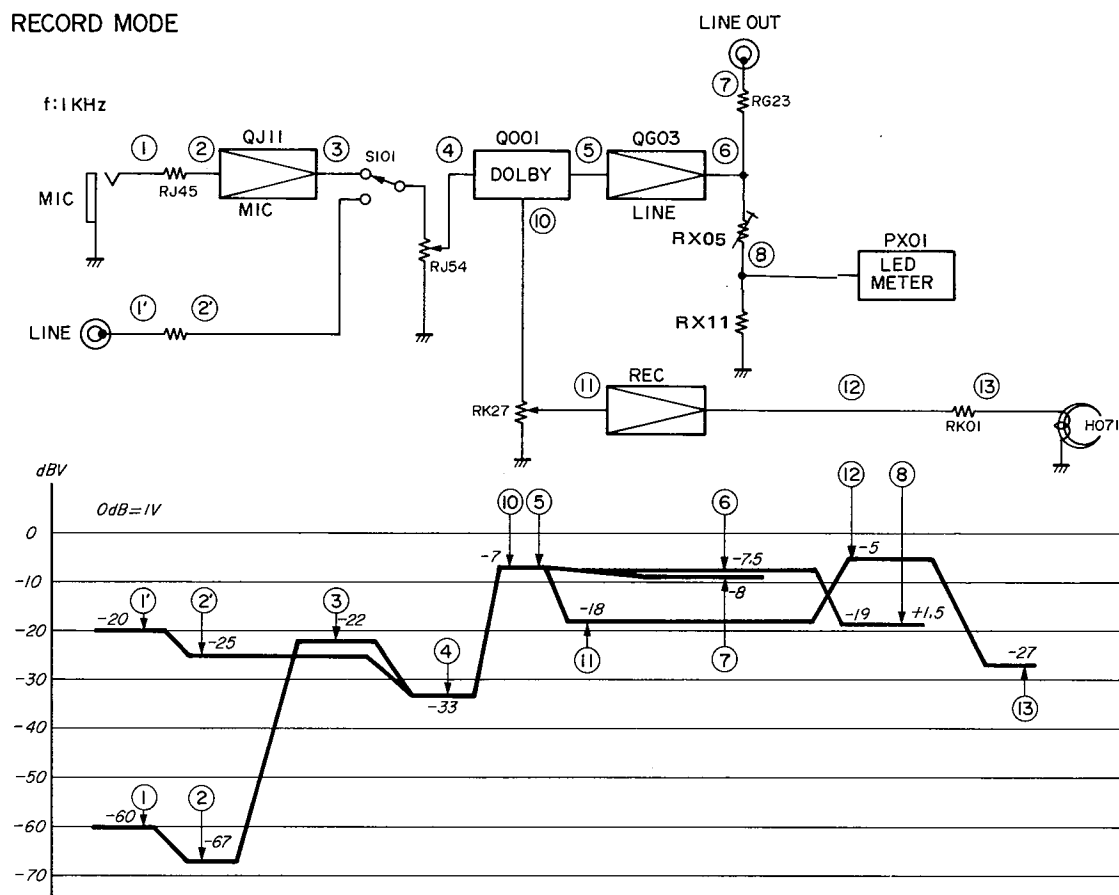 RECORD MODE
LINE OUT
f:1KHz
7
RG23
1
2
QJ11
3
S101
4
Q001
5
QG03
6
DOLBY
MIC
RJ45
MIC
LINE
10
RJ54
RX05
8
PX01
LED
METER
1'
2'
LINE
RX11
REC
11
12
13
RK27
RK01
H071
dBV
0dB=1V
10
5
6
12
8
0
-7
-7.5
-5
-10
-8
1'
2'
3
-18
-19
+1.5
-20
-20
-25
-22
4
11
7
-27
-30
-33
13
-40
-50
1
2
-60
-60
-67
-70